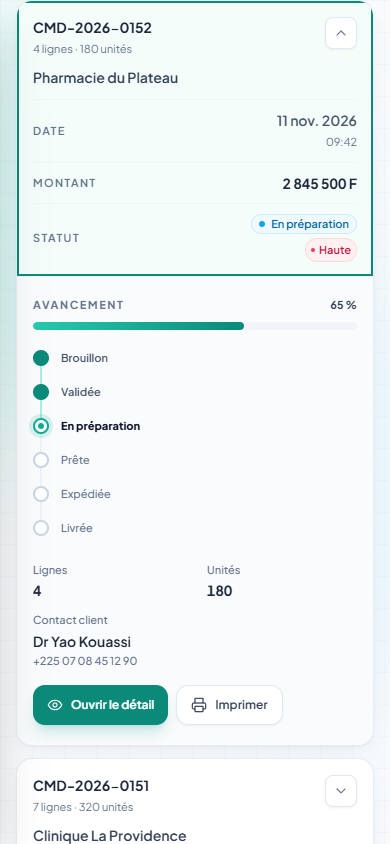 CMD-2026-0152
4 lignes · 180 unités
Pharmacie du Plateau
DATE
11 nov. 2026
09:42
MONTANT
2 845 500 F
STATUT
En préparation
Haute
AVANCEMENT
65 %
Brouillon
Validée
En préparation
Prête
Expédiée
Livrée
Lignes
Unités
4
180
Contact client
Dr Yao Kouassi
+225 07 08 45 12 90
Ouvrir le détail
Imprimer
CMD-2026-0151
7 lignes · 320 unités
Clinique La Providence